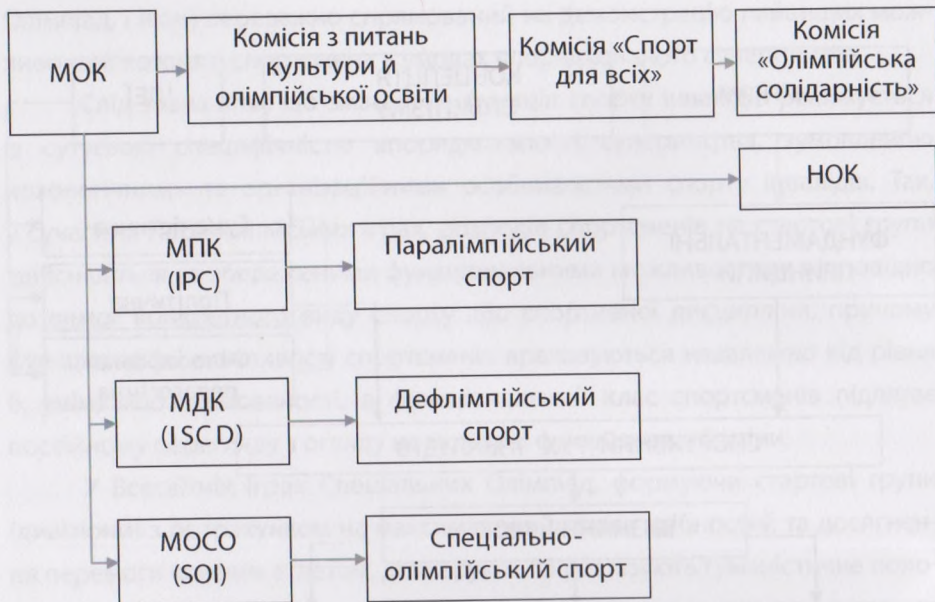 МОК
Комісія з питань
культури й
олімпійської освіти
Комісія «Спорт
для всіх»
Комісія
«Олімпійська
солідарність»
НОК
МПК
(IPC)
Паралімпійський
спорт
МДК
(I SC D)
Дефлімпійський
спорт
МОСО
(SOI)
Спеціально-
олімпійський спорт